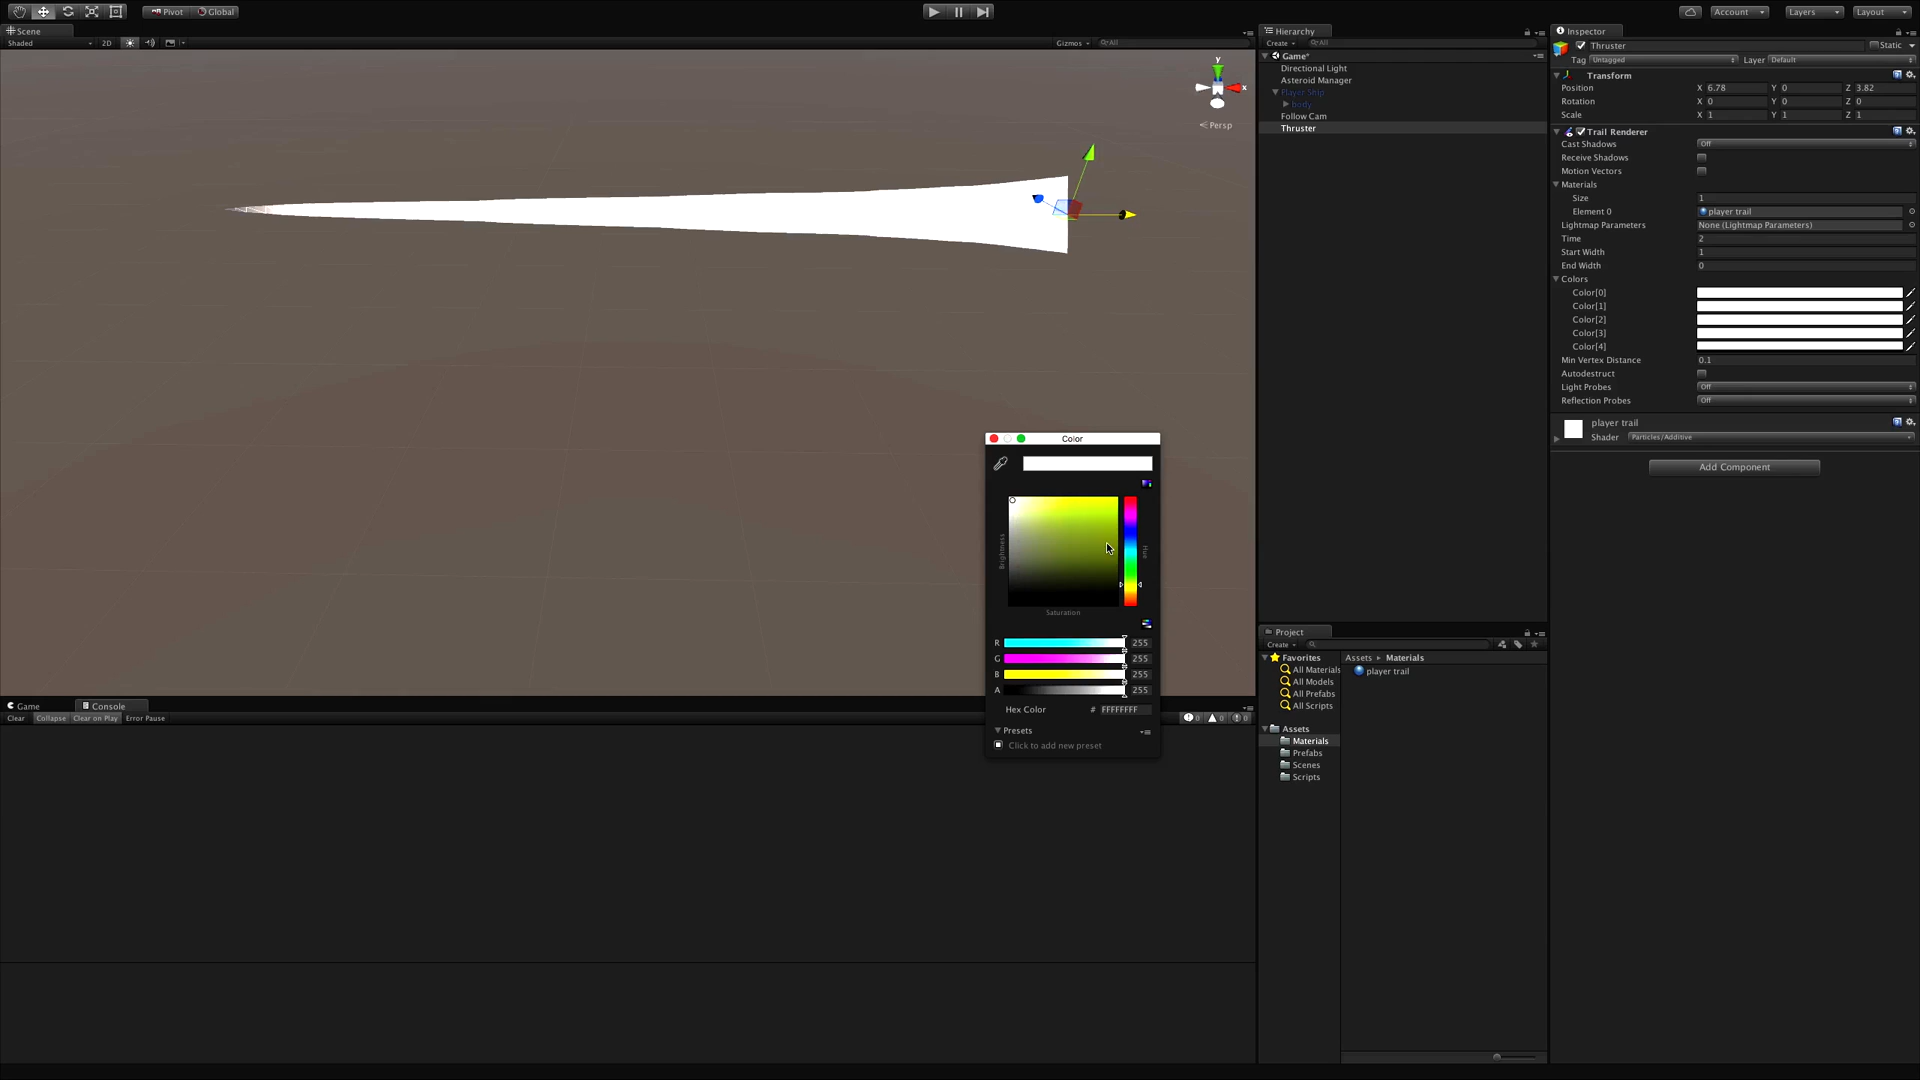 Pivot Global
Account Layers Layout
Scene
Shaded 2D Gizmos All
y
x
Persp
Hierarchy
Create All
Game*
Directional Light
Asteroid Manager
Player Ship
body
Follow Cam
Thruster
Inspector
Thruster Static
Tag Untagged Layer Default
Transform
Position X 6.78 Y 0 Z 3.82
Rotation X 0 Y 0 Z 0
Scale X 1 Y 1 Z 1
Trail Renderer
Cast Shadows Off
Receive Shadows
Motion Vectors
Materials
Size 1
Element 0 player trail
Lightmap Parameters None (Lightmap Parameters)
Time 2
Start Width 1
End Width 0
Colors
Color[0]
Color[1]
Color[2]
Color[3]
Color[4]
Min Vertex Distance 0.1
Autodestruct
Light Probes Off
Reflection Probes Off
player trail
Shader Particles/Additive
Add Component
Color
Brightness
Hue
Saturation
R 255
G 255
B 255
A 255
Hex Color # FFFFFFFF
Presets
Click to add new preset
Project
Create
Favorites
All Materials
All Models
All Prefabs
All Scripts
Assets
Materials
Prefabs
Scenes
Scripts
Assets Materials
player trail
Game Console
Clear Collapse Clear on Play Error Pause 0 0 0